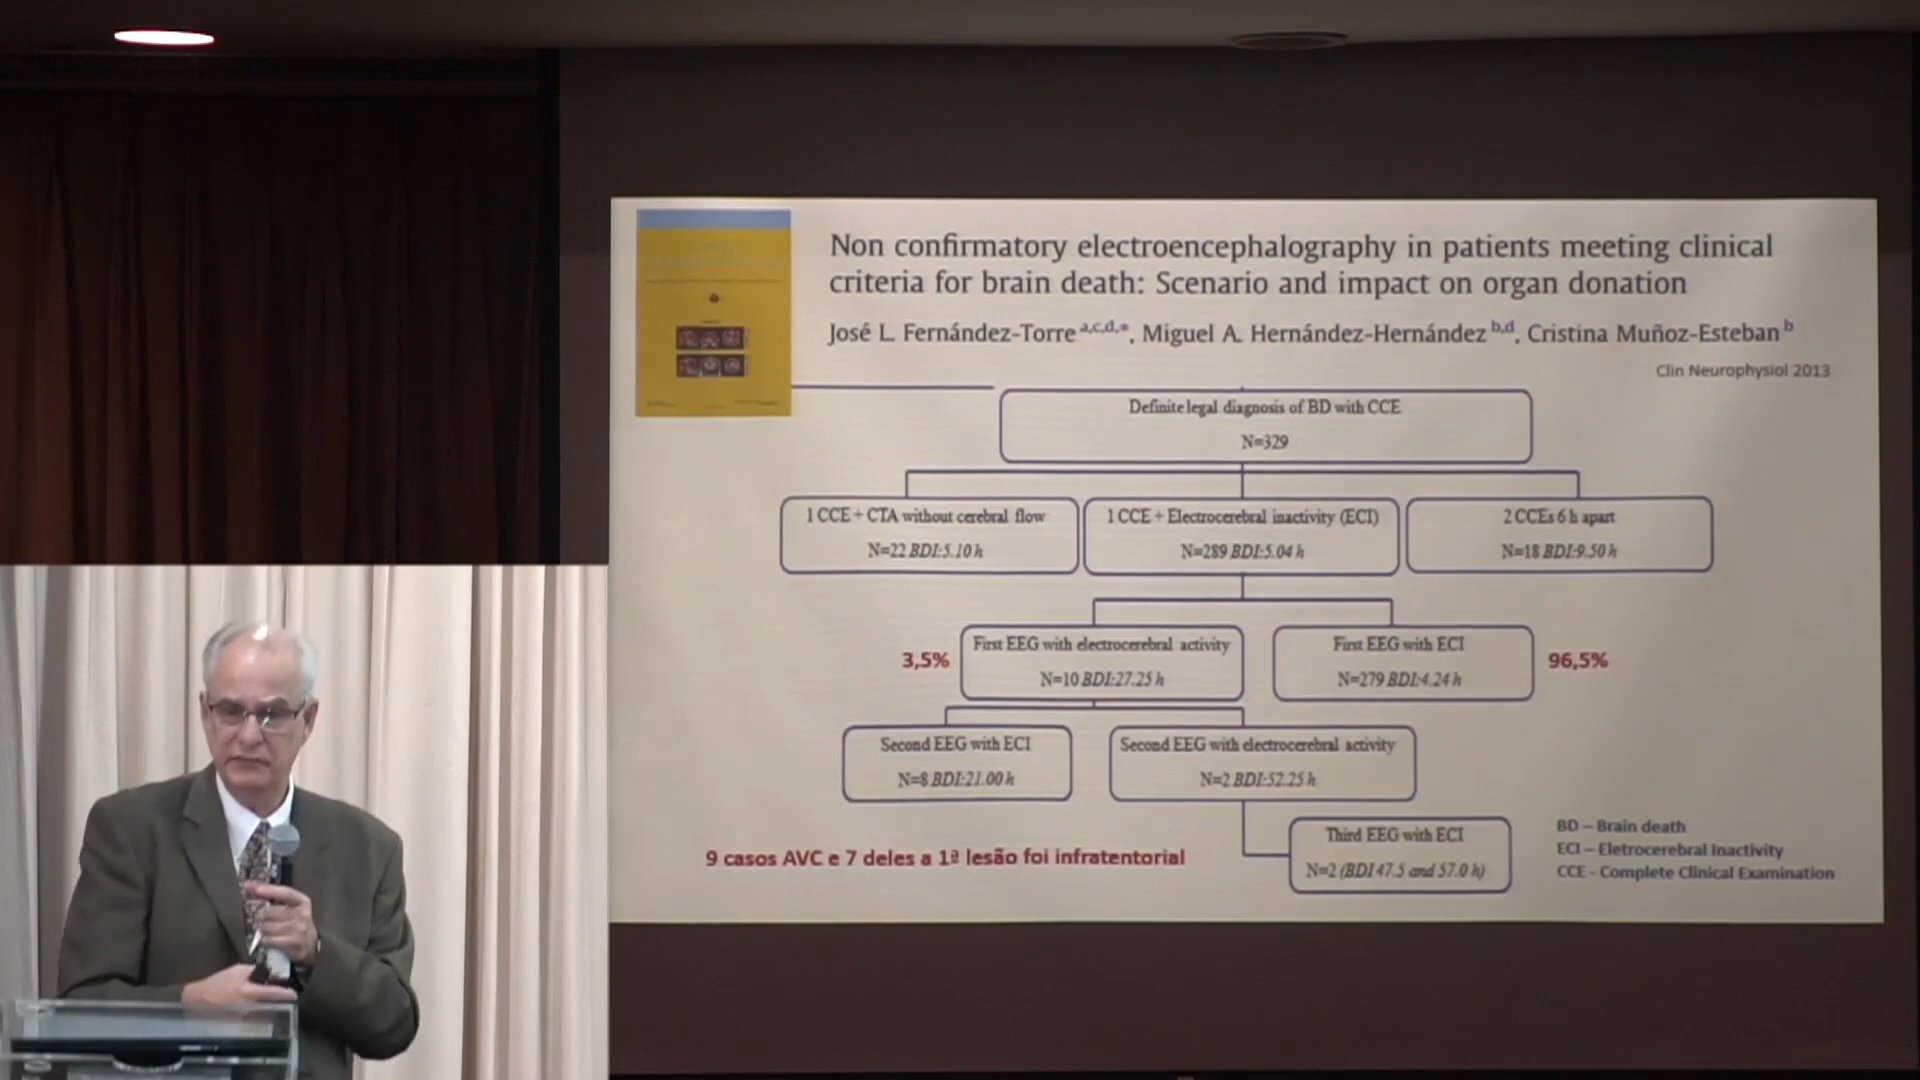 Non confirmatory electroencephalography in patients meeting clinical
criteria for brain death: Scenario and impact on organ donation
José L. Fernández-Torre a,c,d,*, Miguel A. Hernández-Hernández b,d, Cristina Muñoz-Esteban b
Clin Neurophysiol 2013
Definite legal diagnosis of BD with CCE
N=329
1 CCE + CTA without cerebral flow
N=22 BDI:5.10 h
1 CCE + Electrocerebral inactivity (ECI)
N=289 BDI:5.04 h
2 CCEs 6 h apart
N=18 BDI:9.50 h
3,5%
First EEG with electrocerebral activity
N=10 BDI:27.25 h
First EEG with ECI
N=279 BDI:4.24 h
96,5%
Second EEG with ECI
N=8 BDI:21.00 h
Second EEG with electrocerebral activity
N=2 BDI:52.25 h
Third EEG with ECI
N=2 (BDI 47.5 and 57.0 h)
9 casos AVC e 7 deles a 1ª lesão foi infratentorial
BD – Brain death
ECI – Eletrocerebral Inactivity
CCE - Complete Clinical Examination